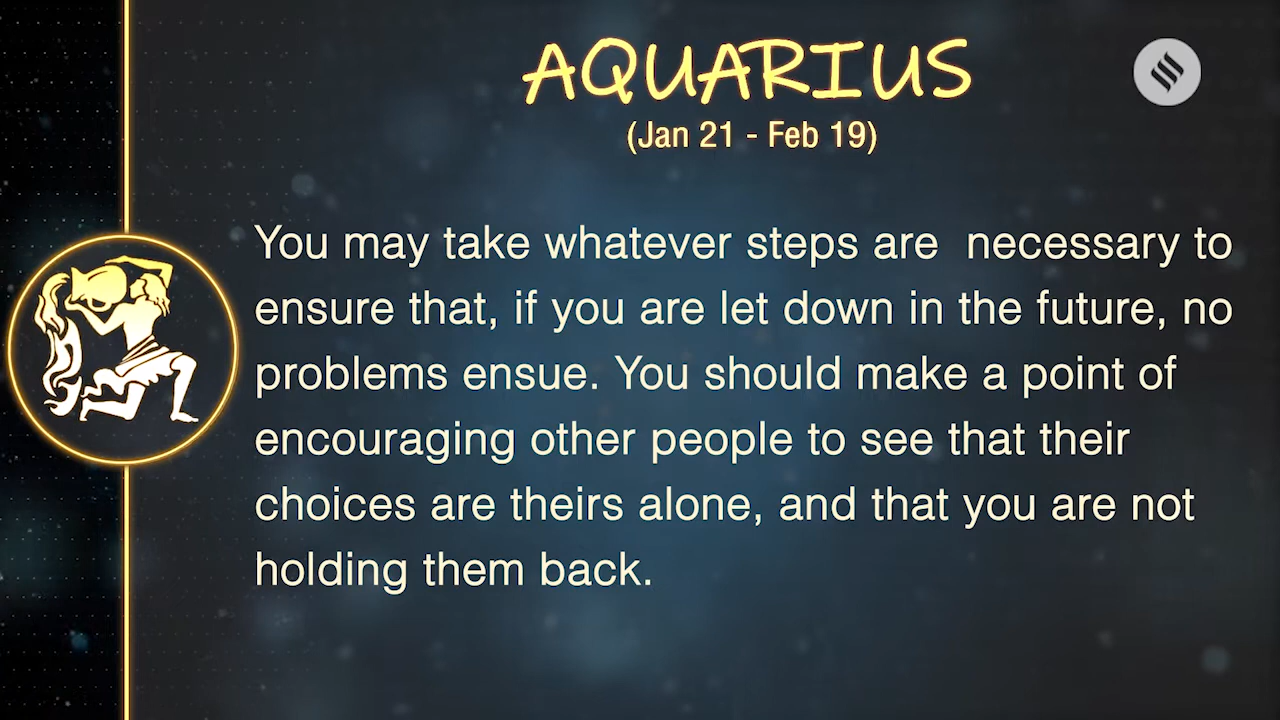 AQUARIUS
(Jan 21 - Feb 19)
You may take whatever steps are  necessary to
ensure that, if you are let down in the future, no
problems ensue. You should make a point of
encouraging other people to see that their
choices are theirs alone, and that you are not
holding them back.